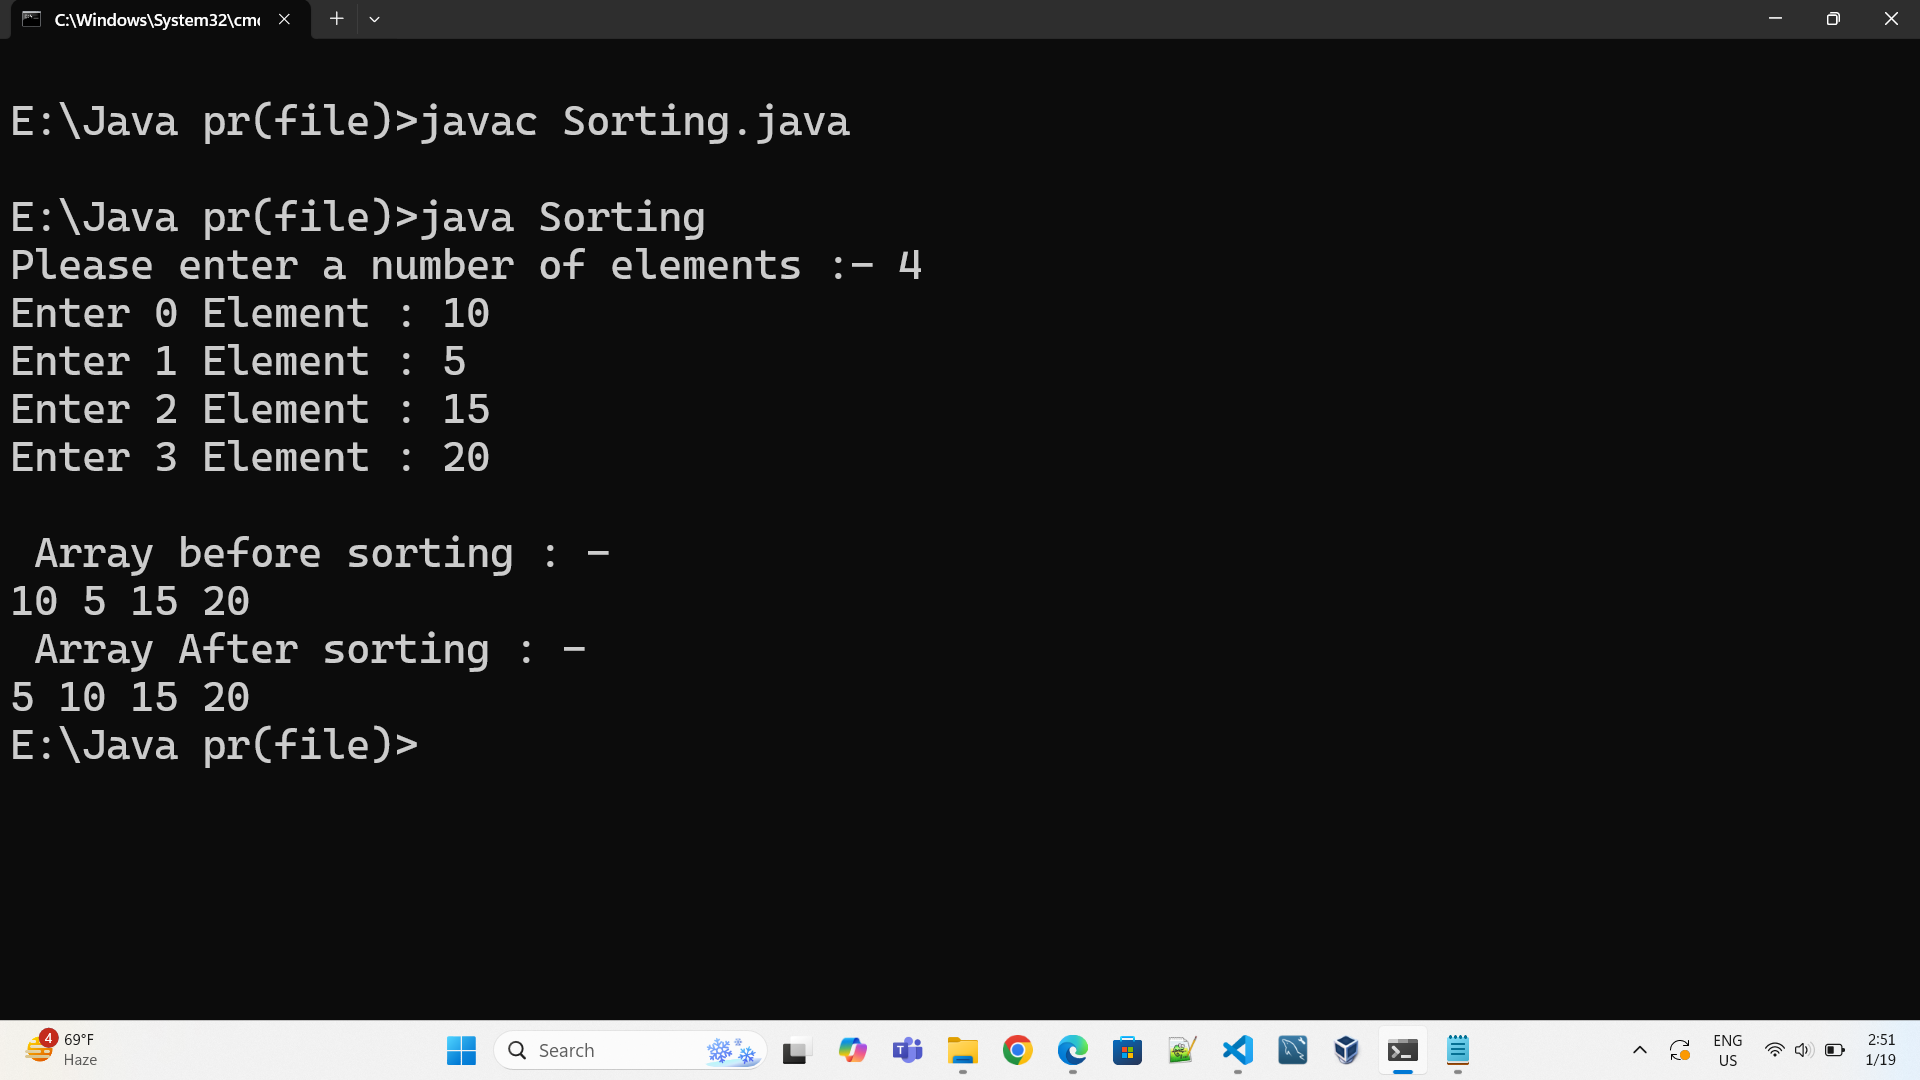 C:\Windows\System32\cm
E:\Java pr(file)>javac Sorting.java
E:\Java pr(file)>java Sorting
Please enter a number of elements :- 4
Enter 0 Element : 10
Enter 1 Element : 5
Enter 2 Element : 15
Enter 3 Element : 20
 Array before sorting : -
10 5 15 20
 Array After sorting : -
5 10 15 20
E:\Java pr(file)>
4
69°F
Haze
Search
ENG
US
2:51
1/19